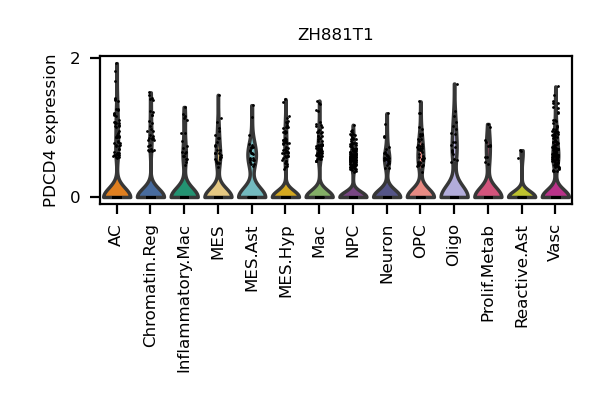 ZH881T1
PDCD4 expression
2
0
AC
Chromatin.Reg
Inflammatory.Mac
MES
MES.Ast
MES.Hyp
Mac
NPC
Neuron
OPC
Oligo
Prolif.Metab
Reactive.Ast
Vasc